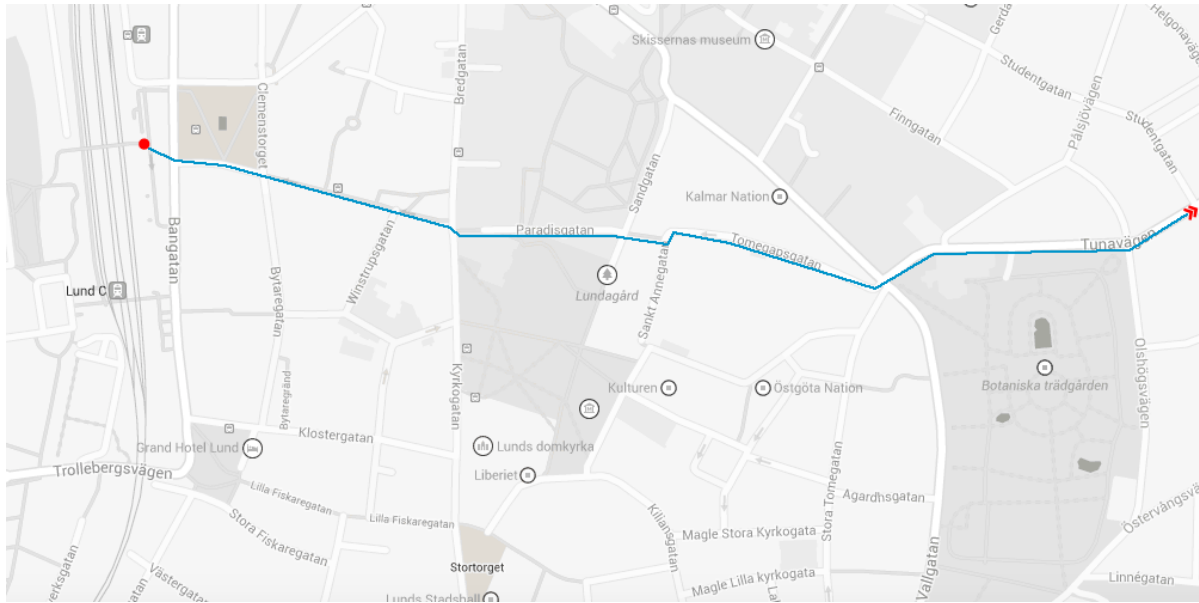 Helgonaväg
Gerda
Skissernas museum
Studentgatan
Bredgatan
Clemenstorget
Finngatan
Pålsjövägen
Studentgatan
Sandgatan
Kalmar Nation
Bangatan
Paradisgatan
Tomegapsgatan
Tunavägen
Winstrupsgatan
Sankt Annegatan
Lund C
Bytaregatan
Lundagård
Kyrkogatan
Olshögsvägen
Bytaregränd
Kulturen
Östgöta Nation
Botaniska trädgården
Klostergatan
Grand Hotel Lund
Lunds domkyrka
Trollebergsvägen
Liberiet
Lilla Fiskaregatan
Stora Tomegatan
Agardhsgatan
Östervångsvä
Stora Fiskaregatan
Lilla Fiskaregatan
Kiliansgatan
Magle Stora Kyrkogata
Vallgatan
Stortorget
Västergatan
verksgatan
Magle Lilla kyrkogata
Linnégatan
Lunds Stadshall